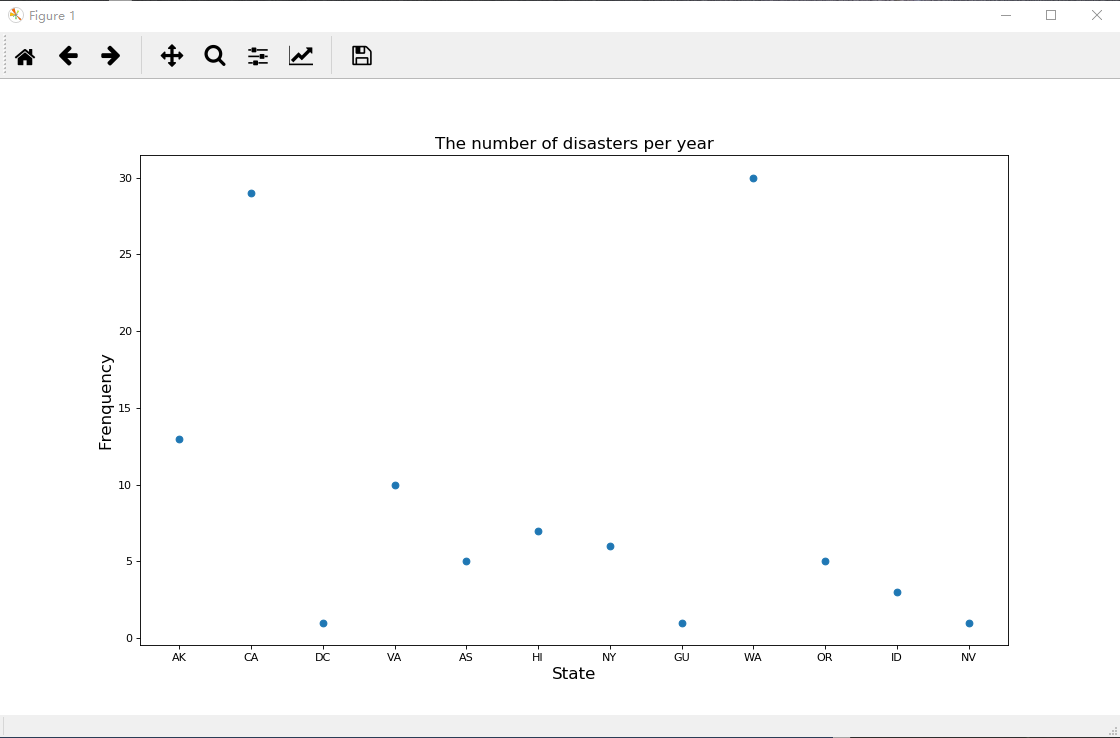 Figure 1
The number of disasters per year
30
25
20
15
10
5
0
Frenquency
AK CA DC VA AS HI NY GU WA OR ID NV
State